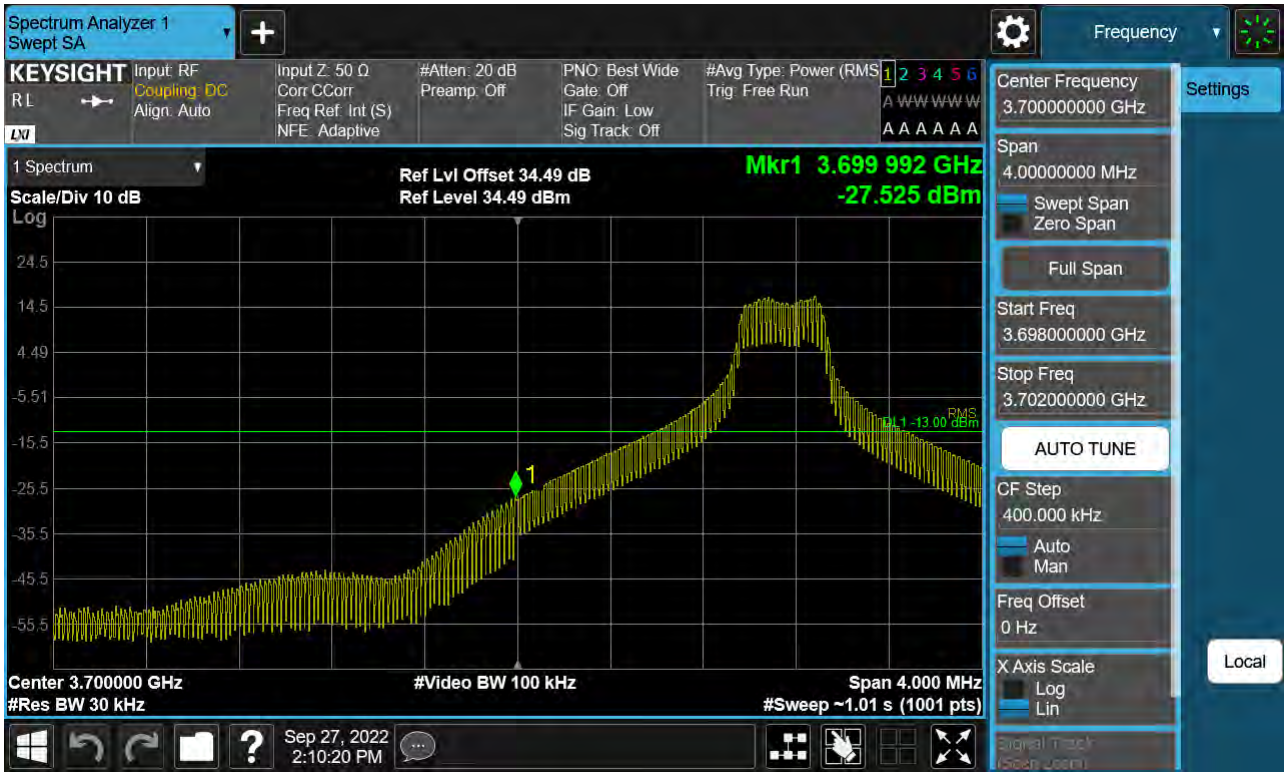 Spectrum Analyzer 1
Swept SA
+
Frequency
KEYSIGHT
RL
LXI
Input: RF
Coupling: DC
Align: Auto
Input Z: 50 Ω
Corr CCorr
Freq Ref: Int (S)
NFE: Adaptive
#Atten: 20 dB
Preamp: Off
PNO: Best Wide
Gate: Off
IF Gain: Low
Sig Track: Off
#Avg Type: Power (RMS
Trig: Free Run
1 2 3 4 5 6
A W W W W W
A A A A A A
1 Spectrum
Scale/Div 10 dB
Log
Ref Lvl Offset 34.49 dB
Ref Level 34.49 dBm
Mkr1 3.699 992 GHz
-27.525 dBm
24.5
14.5
4.49
-5.51
-15.5
-25.5
-35.5
-45.5
-55.5
1
RMS
DL1 -13.00 dBm
Center 3.700000 GHz
#Res BW 30 kHz
#Video BW 100 kHz
Span 4.000 MHz
#Sweep ~1.01 s (1001 pts)
Center Frequency
3.700000000 GHz
Settings
Span
4.00000000 MHz
Swept Span
Zero Span
Full Span
Start Freq
3.698000000 GHz
Stop Freq
3.702000000 GHz
AUTO TUNE
CF Step
400.000 kHz
Auto
Man
Freq Offset
0 Hz
X Axis Scale
Log
Lin
Local
Signal Track
(Span Zoom)
?
Sep 27, 2022
2:10:20 PM